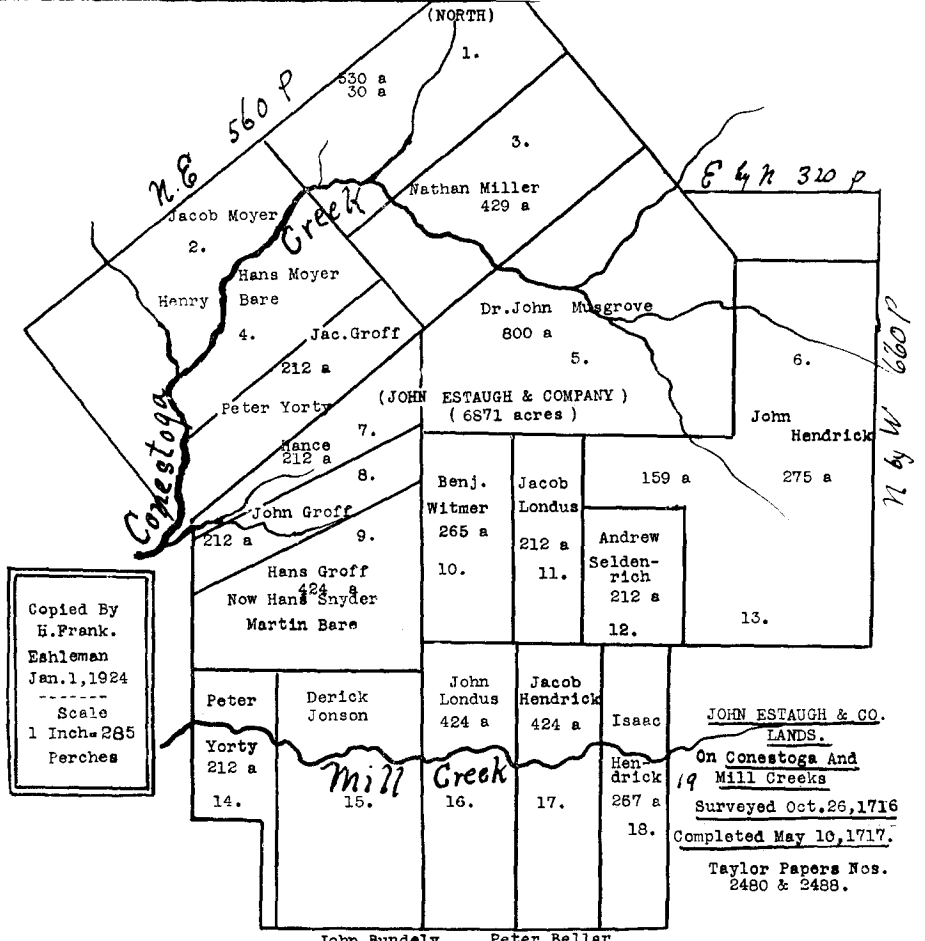 (NORTH)
1.
530 a
30 a
N.E 560 P
3.
Nathan Miller
429 a
E by N 320 P
Jacob Moyer
2.
Creek
Hans Moyer
Henry Bare
4.
Jac.Groff
212 a
Dr.John Musgrove
800 a
5.
6.
N by W 660 P
(JOHN ESTAUGH & COMPANY)
(6871 acres)
Peter Yorty
7.
Hance
212 a
8.
John
Hendrick
275 a
Conestoga
John Groff
212 a
9.
Hans Groff
424 a
Now Hans Snyder
Martin Bare
Benj.
Witmer
265 a
10.
Jacob
Londus
212 a
11.
159 a
Andrew
Selden-
rich
212 a
12.
13.
Copied By
H.Frank.
Eshleman
Jan.1,1924
-------
Scale
1 Inch=285
Perches
Peter
Yorty
212 a
14.
Derick
Jonson
Mill Creek
15.
John
Londus
424 a
16.
Jacob
Hendrick
424 a
17.
Isaac
Hen-
drick
267 a
18.
19
JOHN ESTAUGH & CO.
LANDS.
On Conestoga And
Mill Creeks
Surveyed Oct.26,1716
Completed May 10,1717.
Taylor Papers Nos.
2480 & 2488.
John Bundely Peter Bellar